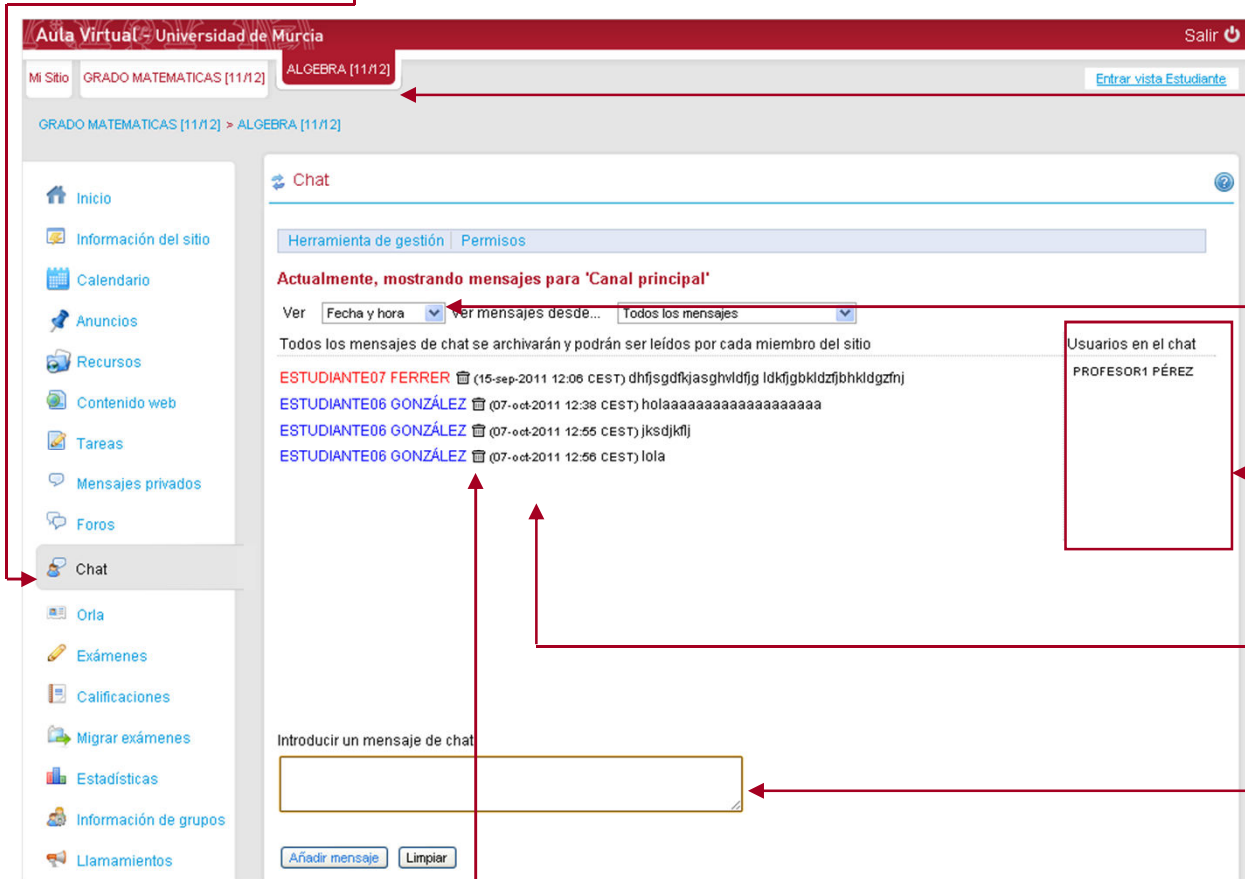 Aula Virtual - Universidad de Murcia
Salir
Mi Sitio GRADO MATEMATICAS [11/12] ALGEBRA [11/12]
Entrar vista Estudiante
GRADO MATEMATICAS [11/12] > ALGEBRA [11/12]
Chat
Inicio
Información del sitio
Calendario
Anuncios
Recursos
Contenido web
Tareas
Mensajes privados
Foros
Chat
Orla
Exámenes
Calificaciones
Migrar exámenes
Estadísticas
Información de grupos
Llamamientos
Herramienta de gestión | Permisos
Actualmente, mostrando mensajes para 'Canal principal'
Ver Fecha y hora Ver mensajes desde... Todos los mensajes
Todos los mensajes de chat se archivarán y podrán ser leídos por cada miembro del sitio
ESTUDIANTE07 FERRER (15-sep-2011 12:06 CEST) dhfjsgdfkjasghvldfjg ldkfjgbkldzfjbhkldgzfnj
ESTUDIANTE06 GONZÁLEZ (07-oct-2011 12:38 CEST) holaaaaaaaaaaaaaaaaaaa
ESTUDIANTE06 GONZÁLEZ (07-oct-2011 12:55 CEST) jksdjkflj
ESTUDIANTE06 GONZÁLEZ (07-oct-2011 12:56 CEST) lola
Usuarios en el chat
PROFESOR1 PÉREZ
Introducir un mensaje de chat
Añadir mensaje Limpiar